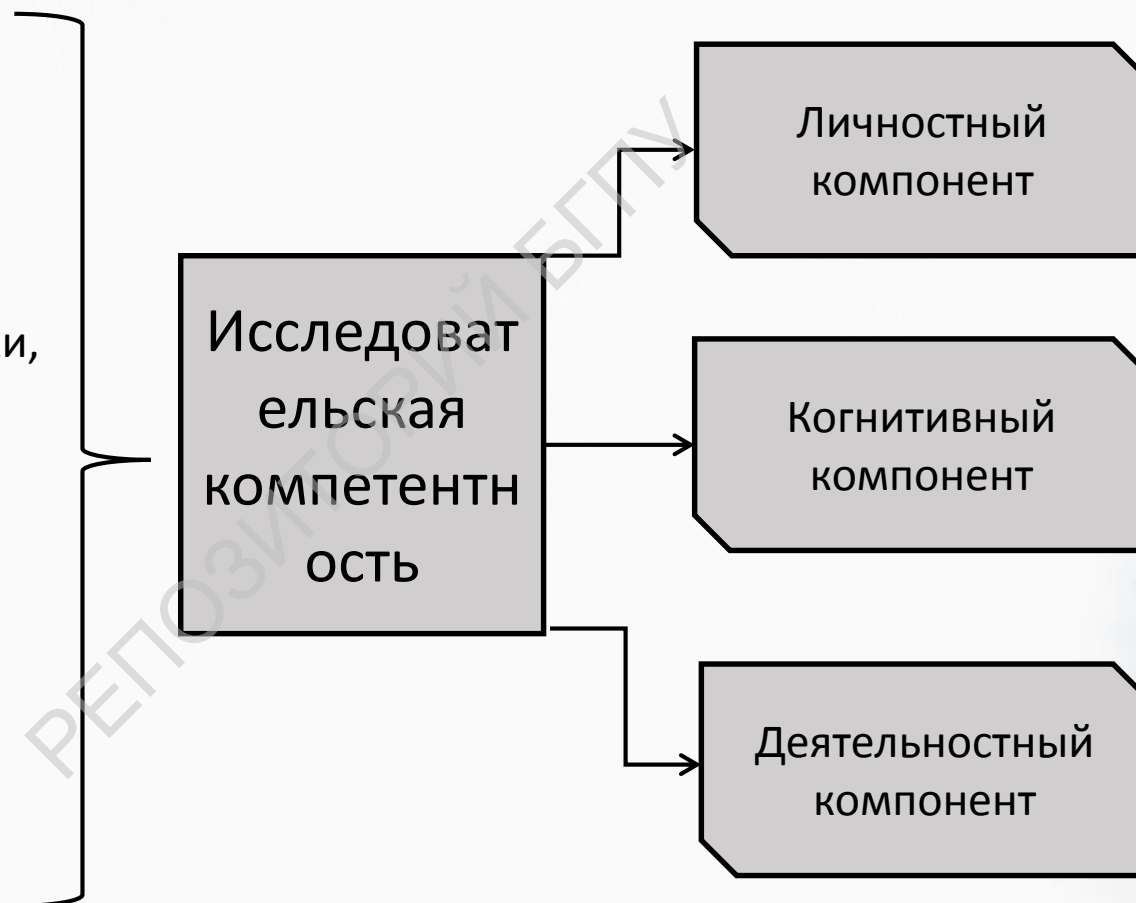 Исследоват
ельская
компетентн
ость
Личностный
компонент
Когнитивный
компонент
Деятельностный
компонент
РЕПОЗИТОРИЙ БГПУ